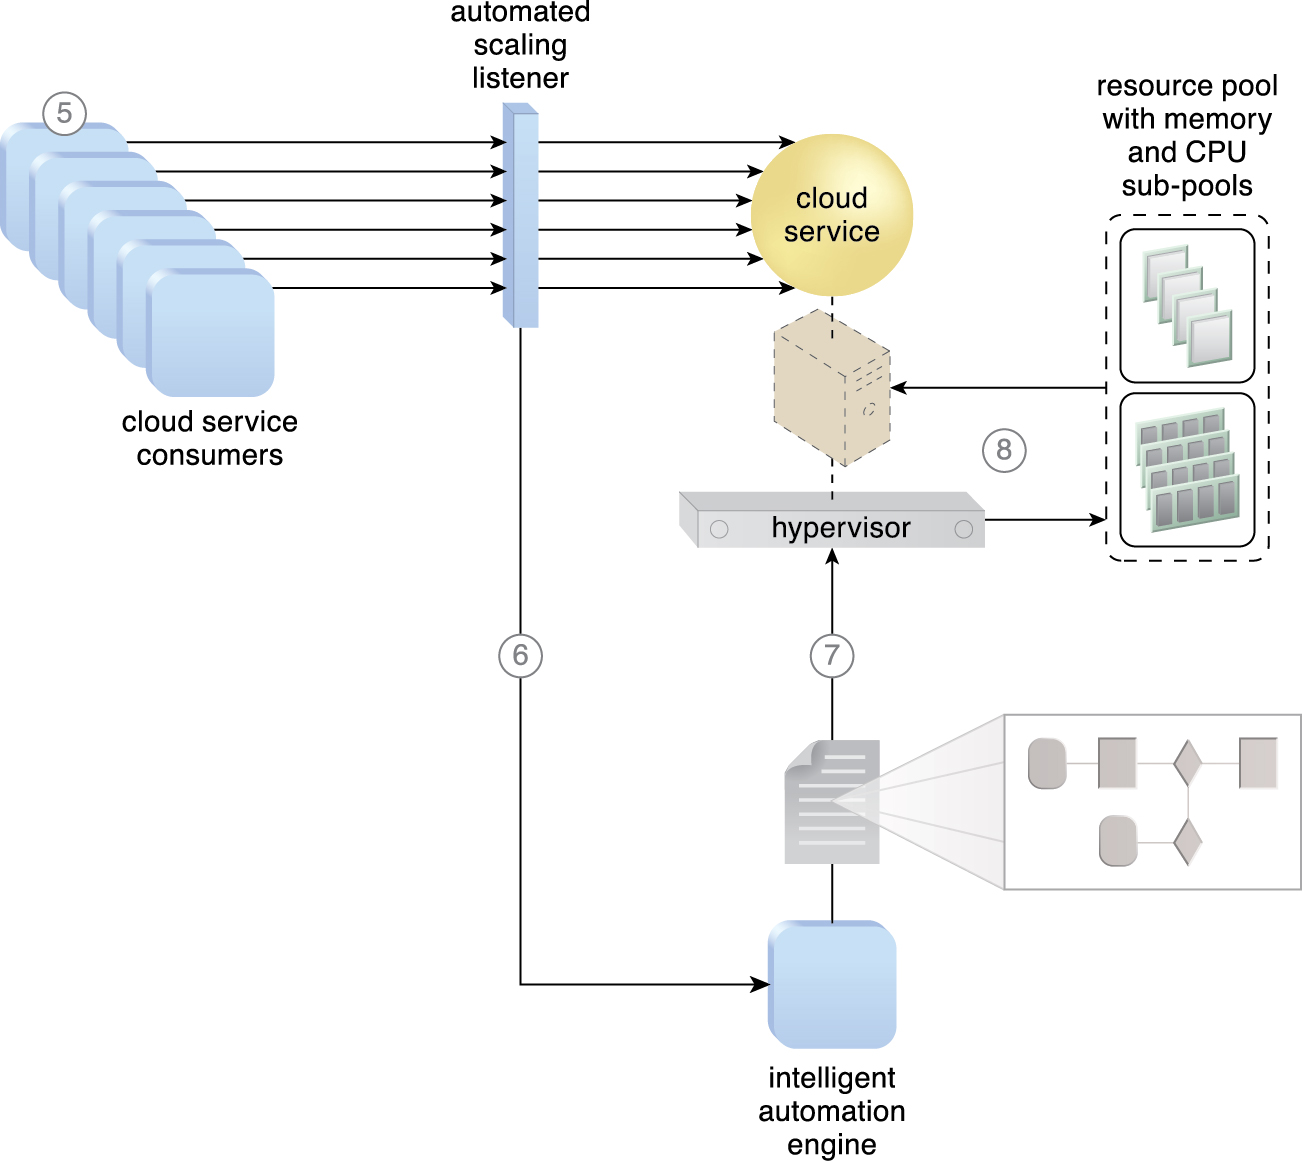 automated
scaling
listener
5
cloud service
consumers
cloud
service
resource pool
with memory
and CPU
sub-pools
8
hypervisor
6
7
intelligent
automation
engine